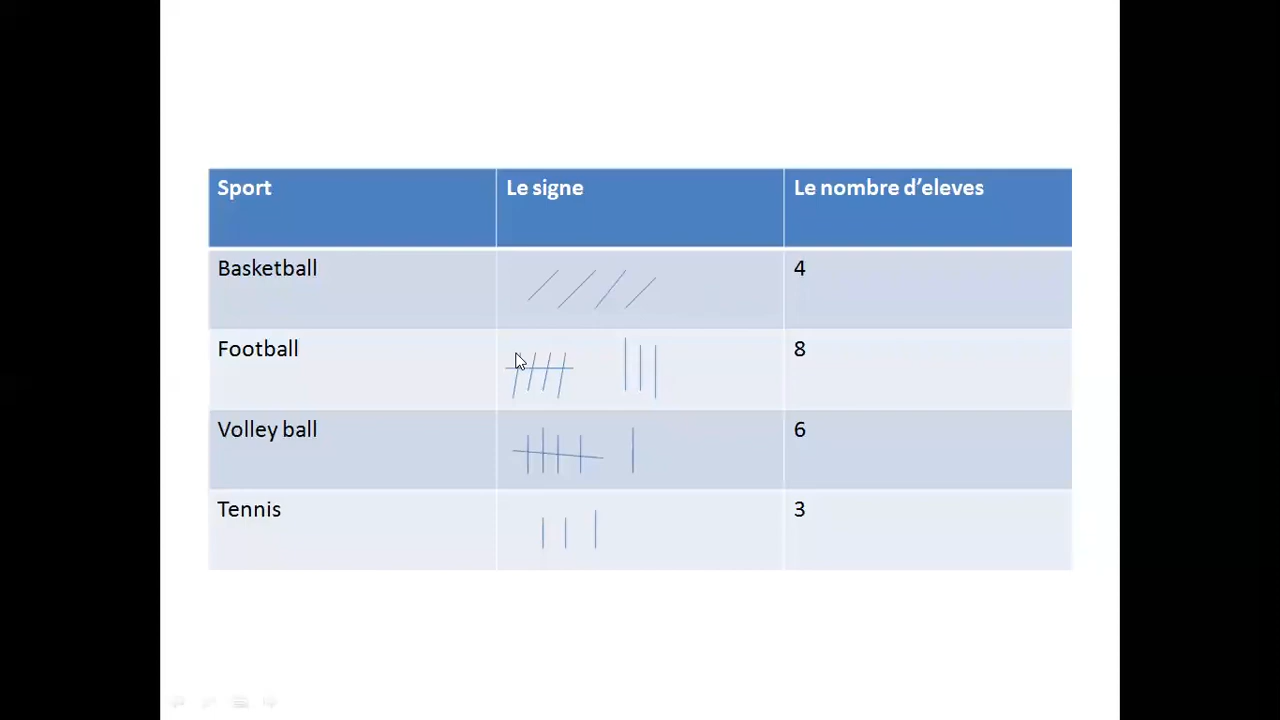 Sport Le signe Le nombre d’eleves
Basketball 4
Football 8
Volley ball 6
Tennis 3